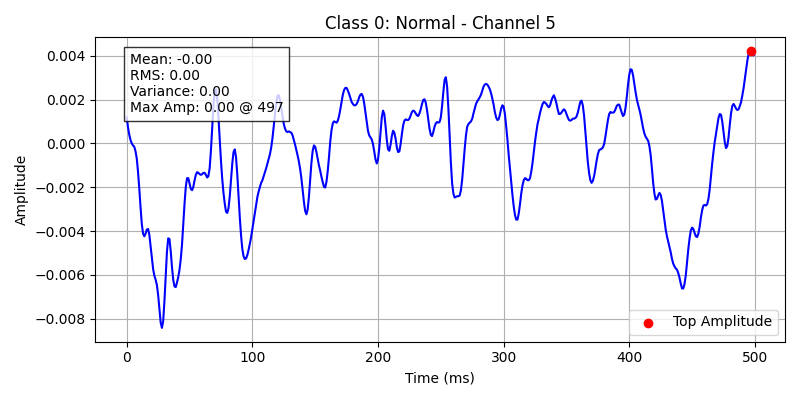 Class 0: Normal - Channel 5
Mean: -0.00
RMS: 0.00
Variance: 0.00
Max Amp: 0.00 @ 497
0.004
0.002
0.000
−0.002
−0.004
−0.006
−0.008
Amplitude
Top Amplitude
0 100 200 300 400 500
Time (ms)